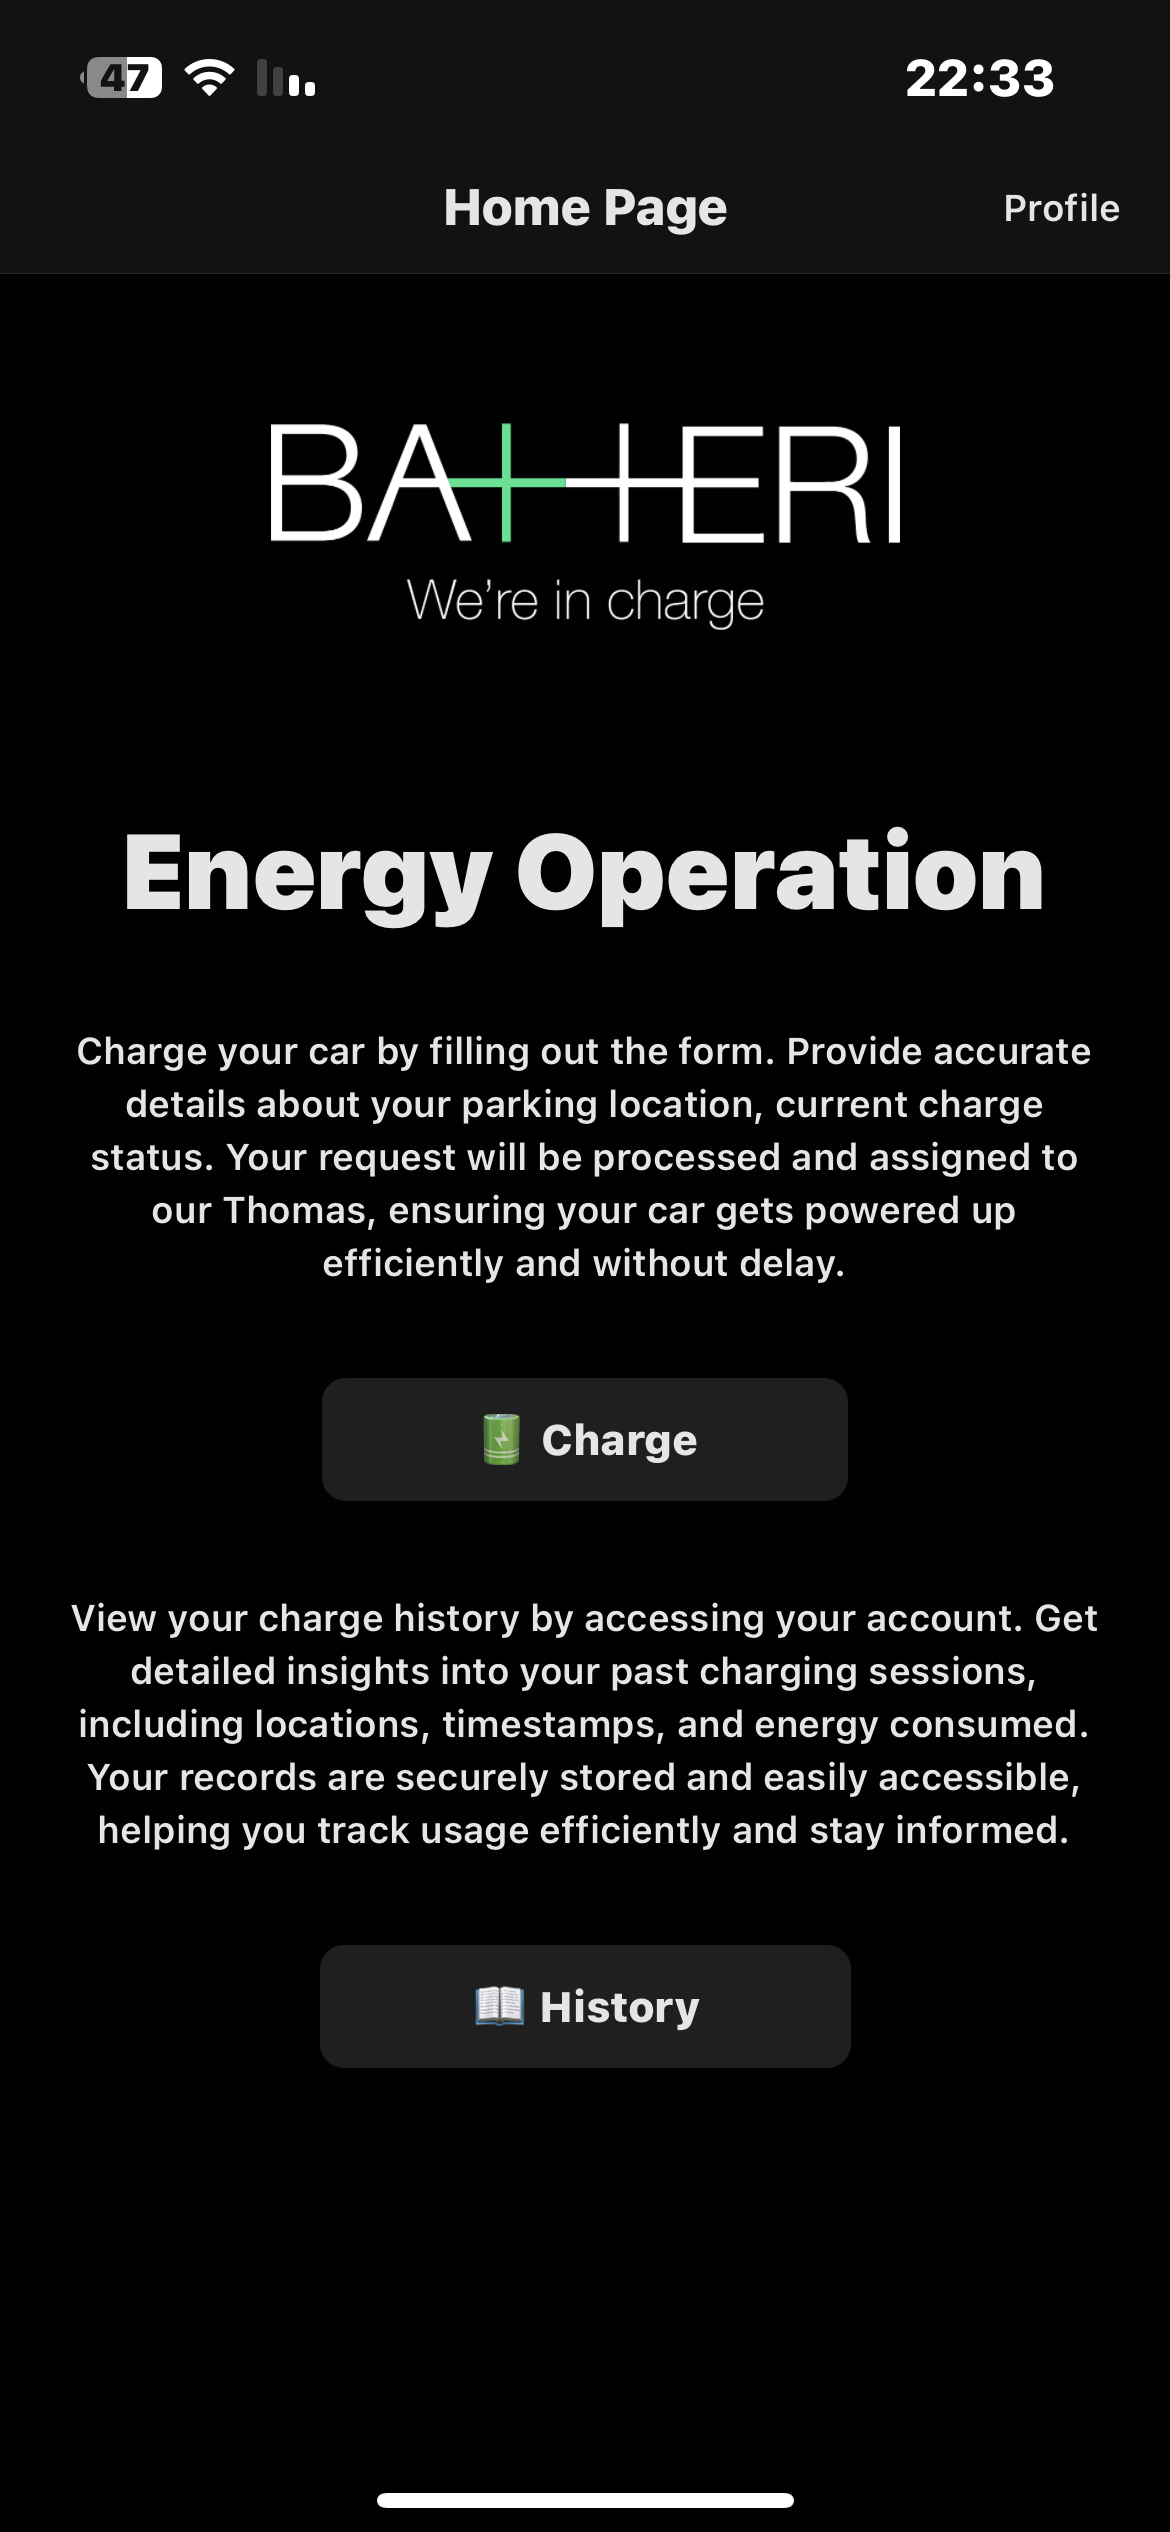 47
22:33
Home Page
Profile
BATTERI
We're in charge
Energy Operation
Charge your car by filling out the form. Provide accurate
details about your parking location, current charge
status. Your request will be processed and assigned to
our Thomas, ensuring your car gets powered up
efficiently and without delay.
Charge
View your charge history by accessing your account. Get
detailed insights into your past charging sessions,
including locations, timestamps, and energy consumed.
Your records are securely stored and easily accessible,
helping you track usage efficiently and stay informed.
History